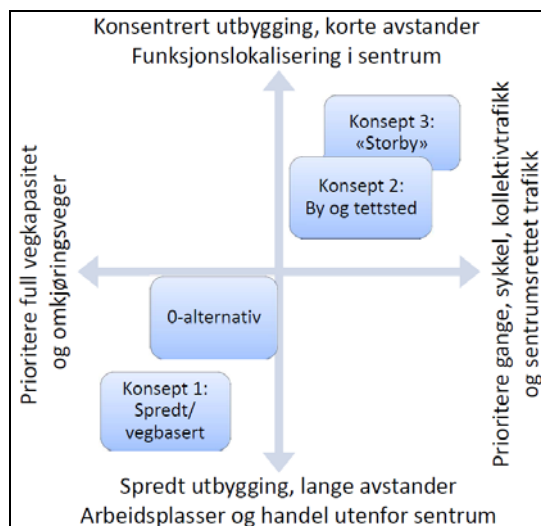 Konsentrert utbygging, korte avstander
Funksjonslokalisering i sentrum
Konsept 3:
«Storby»
Konsept 2:
By og tettsted
Prioritere full vegkapasitet
og omkjøringsveger
Prioritere gange, sykkel, kollektivtrafikk
og sentrumsrettet trafikk
0-alternativ
Konsept 1:
Spredt/
vegbasert
Spredt utbygging, lange avstander
Arbeidsplasser og handel utenfor sentrum